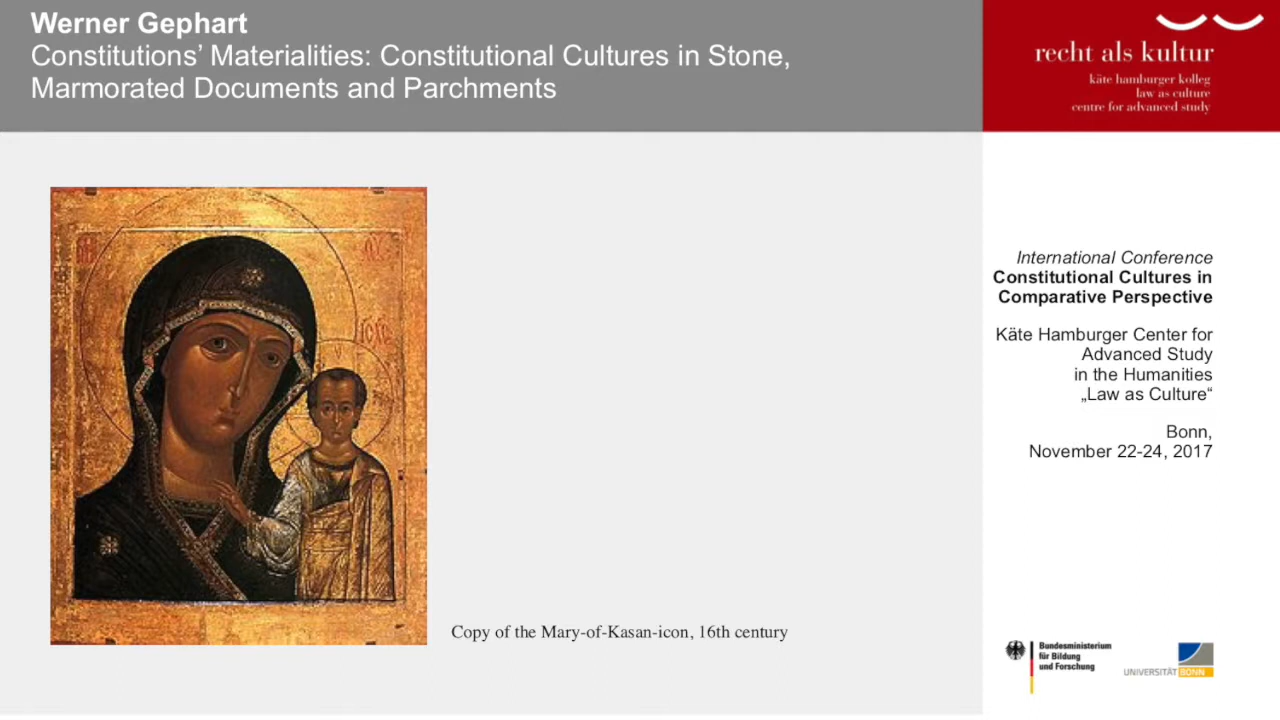 Werner Gephart
Constitutions’ Materialities: Constitutional Cultures in Stone,
Marmorated Documents and Parchments
recht als kultur
käte hamburger kolleg
law as culture
centre for advanced study
International Conference
Constitutional Cultures in
Comparative Perspective
Käte Hamburger Center for
Advanced Study
in the Humanities
„Law as Culture“
Bonn,
November 22-24, 2017
Copy of the Mary-of-Kasan-icon, 16th century
Bundesministerium
für Bildung
und Forschung
UNIVERSITÄT BONN